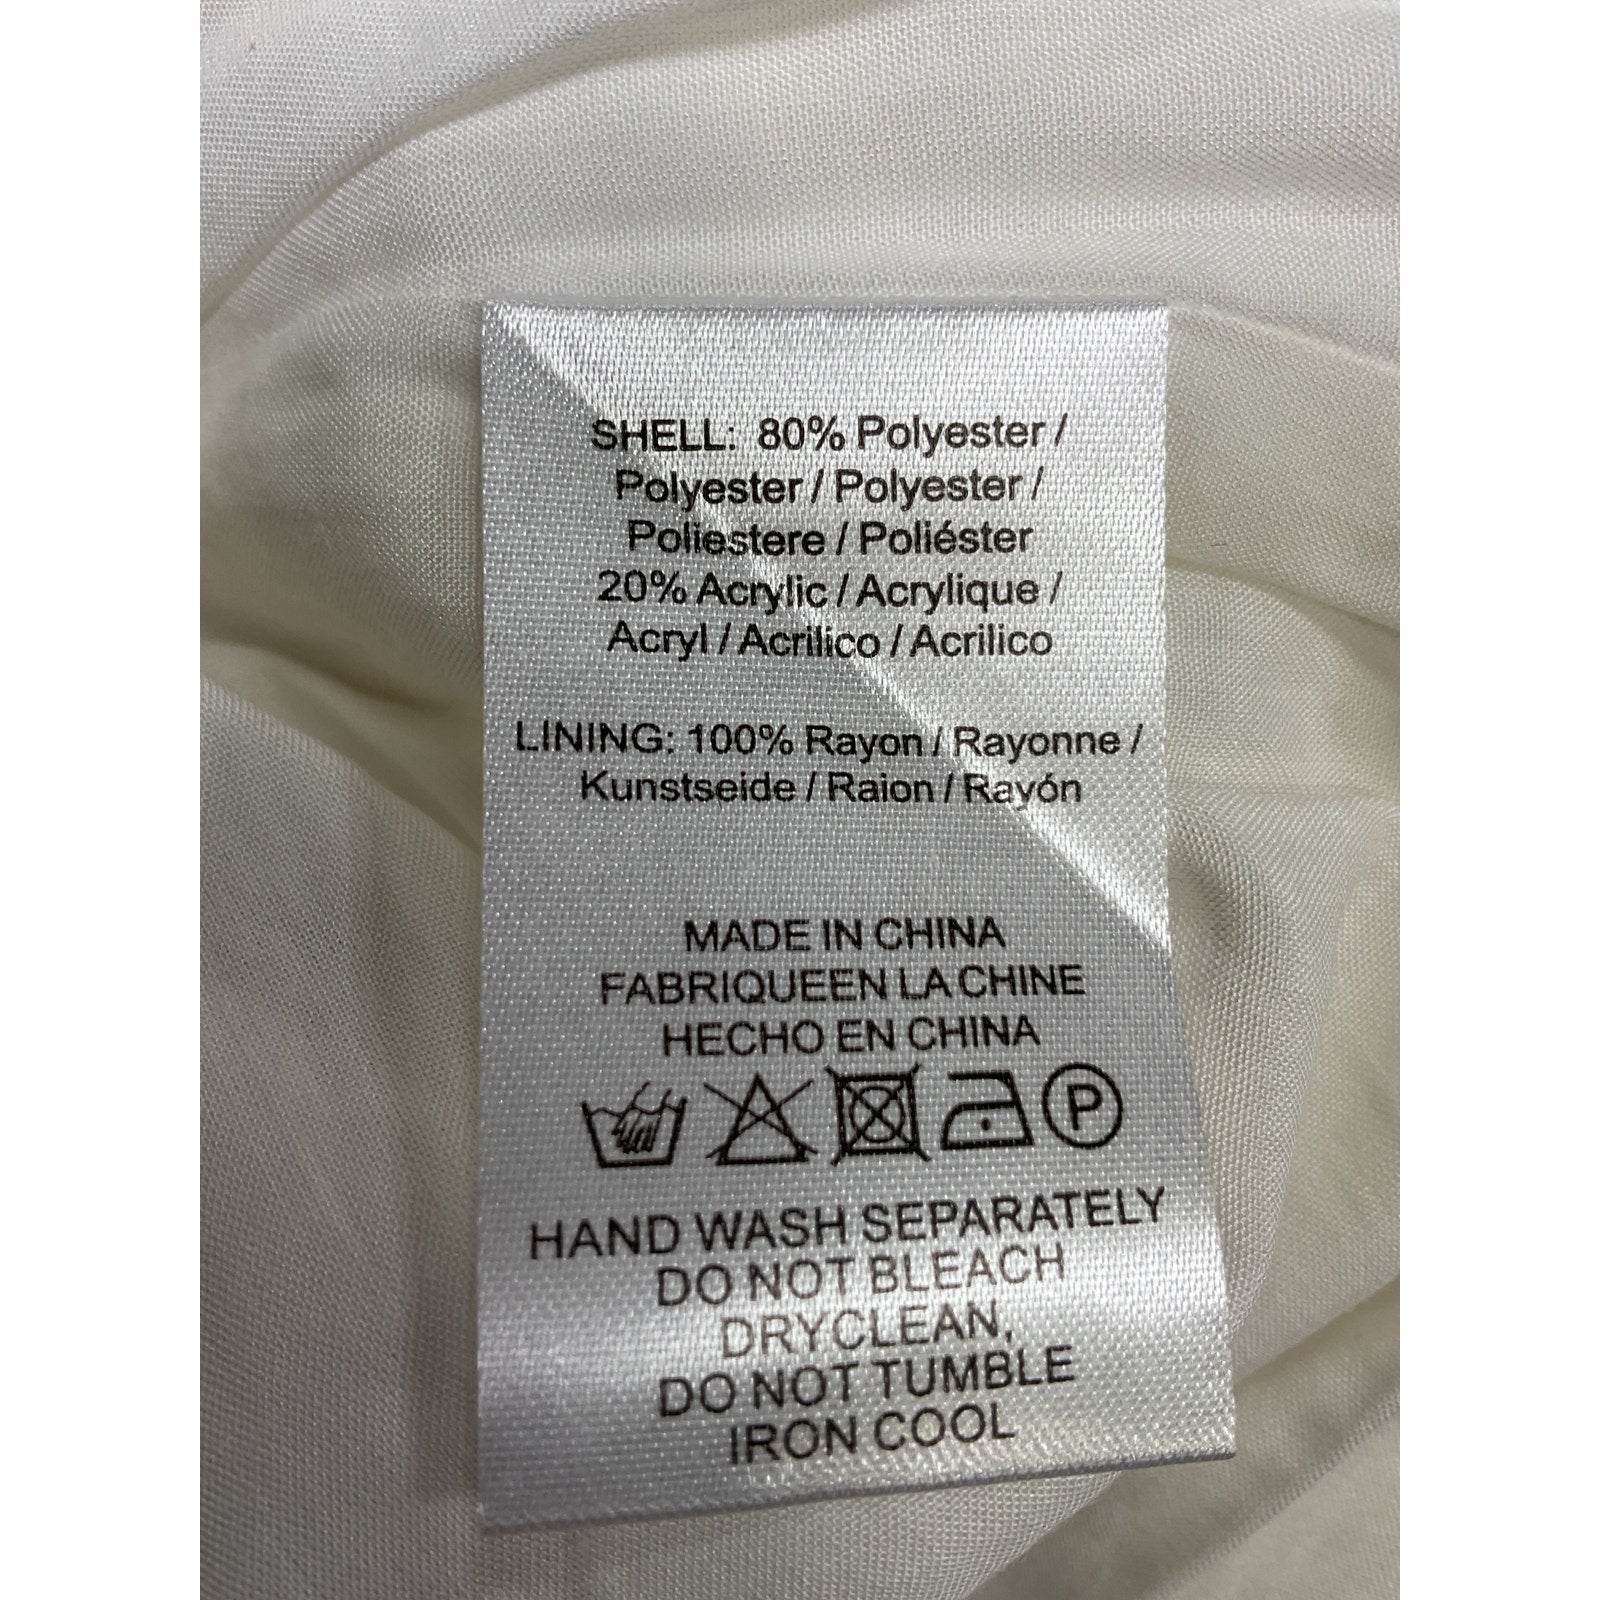 SHELL: 80% Polyester /
Polyester / Polyester /
Poliestere / Poliéster
20% Acrylic / Acrylique /
Acryl / Acrilico / Acrilico
LINING: 100% Rayon / Rayonne /
Kunstseide / Raion / Rayón
MADE IN CHINA
FABRIQUEEN LA CHINE
HECHO EN CHINA
P
HAND WASH SEPARATELY
DO NOT BLEACH
DRYCLEAN,
DO NOT TUMBLE
IRON COOL